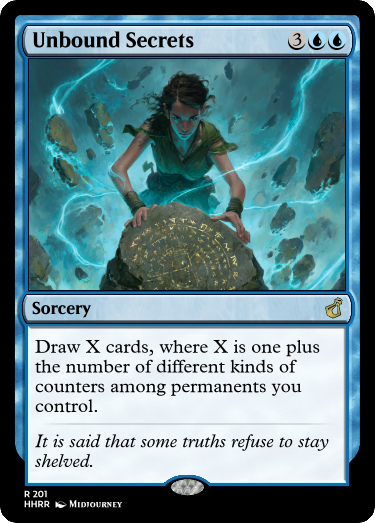 Unbound Secrets 3
Sorcery
Draw X cards, where X is one plus
the number of different kinds of
counters among permanents you
control.
It is said that some truths refuse to stay
shelved.
R 201
HHRR Midjourney